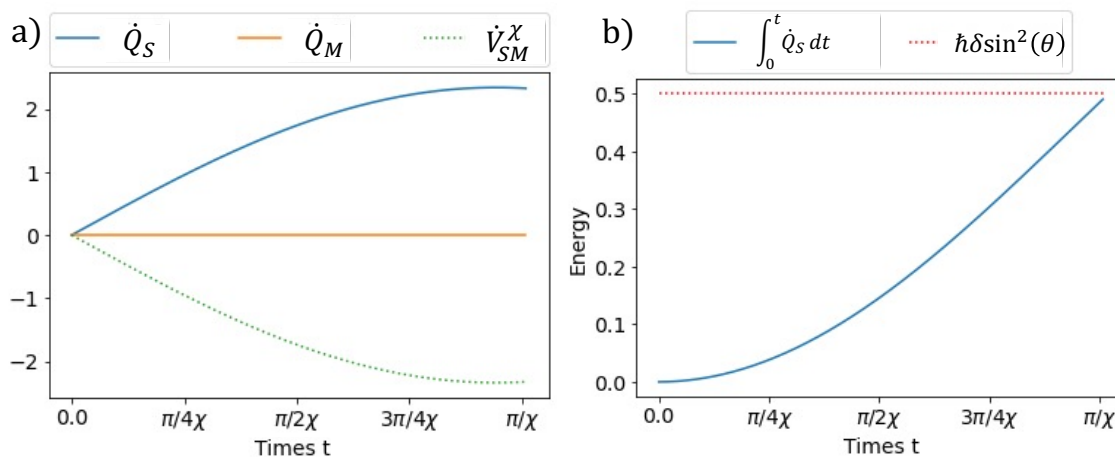 a) Q̇_S Q̇_M V̇_SM^χ
2
1
0
−1
−2
0.0 π/4χ π/2χ 3π/4χ π/χ
Times t
b) ∫_0^t Q̇_S dt ħδsin²(θ)
0.5
0.4
0.3
0.2
0.1
0.0
Energy
0.0 π/4χ π/2χ 3π/4χ π/χ
Times t